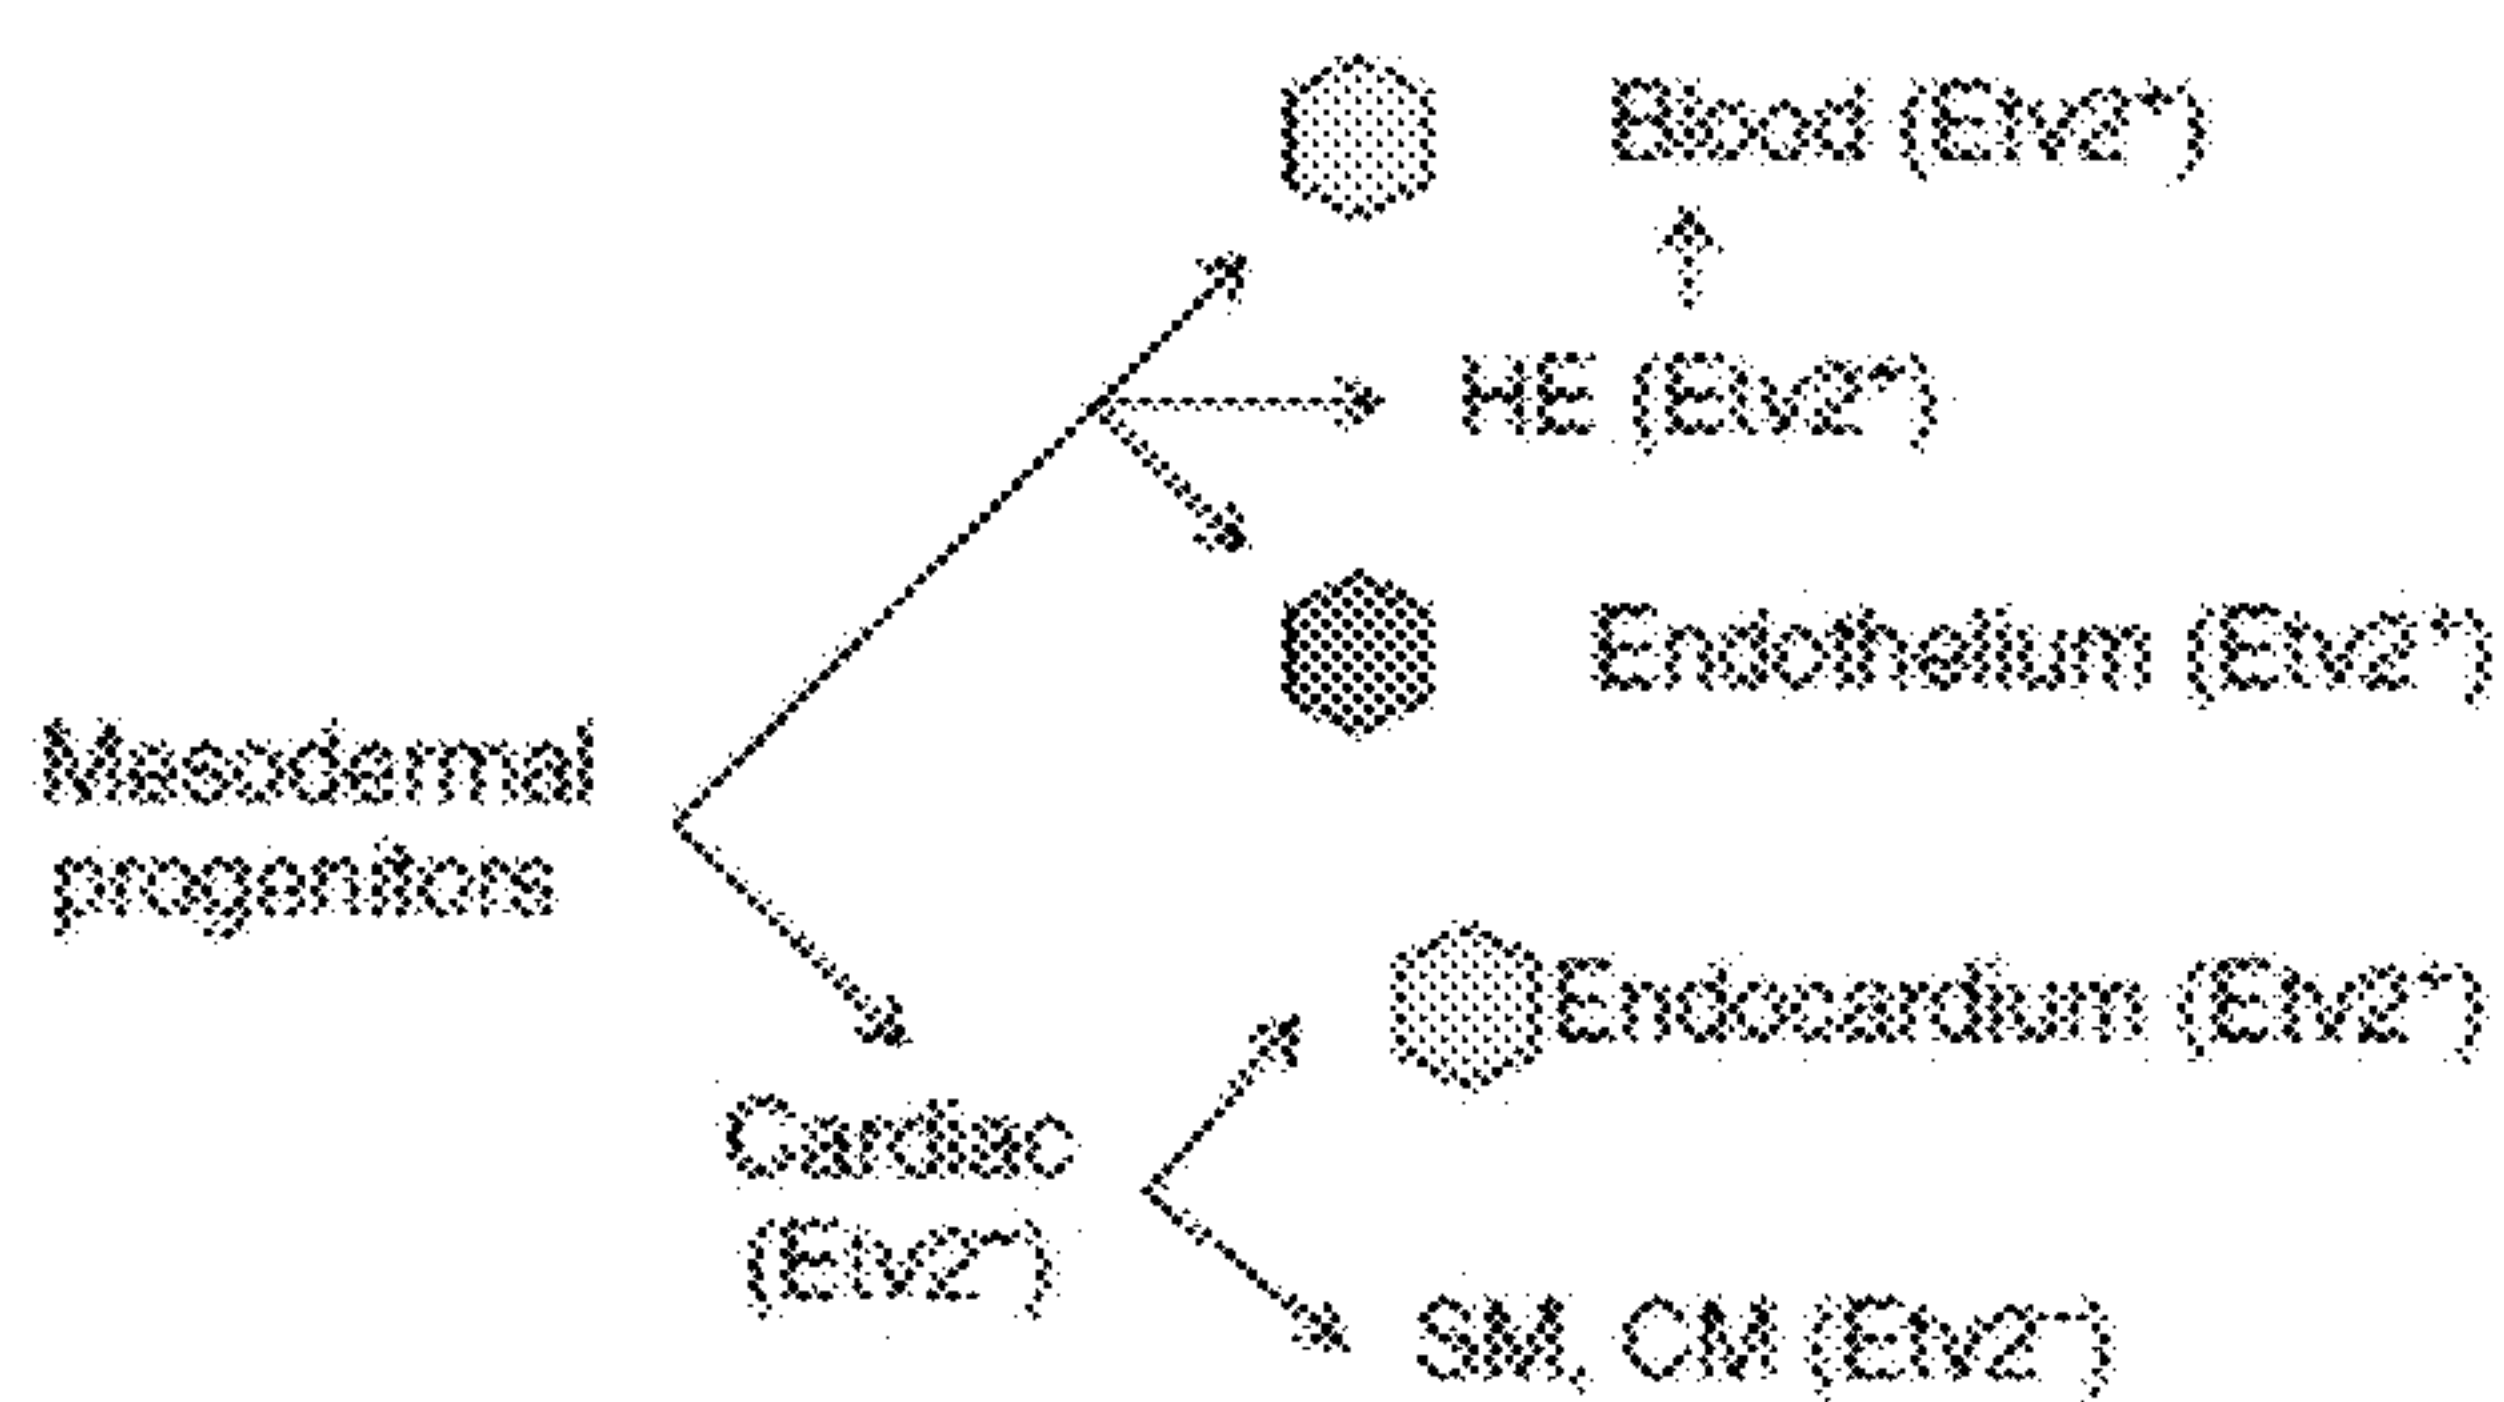 Blood (Etv2⁺)
HE (Etv2⁺)
Endothelium (Etv2⁺)
Mesodermal
progenitors
Endocardium (Etv2⁺)
Cardiac
(Etv2⁻)
SM, CM (Etv2⁻)